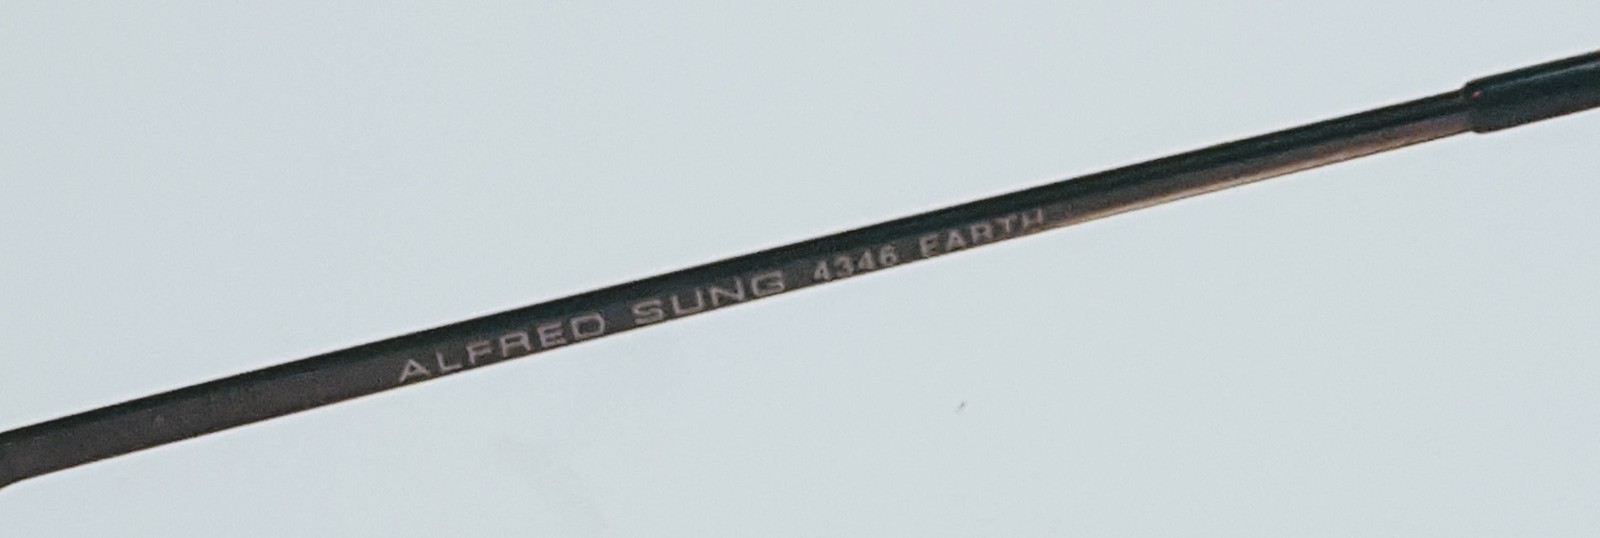 ALFRED SUNG 4346 EARTH